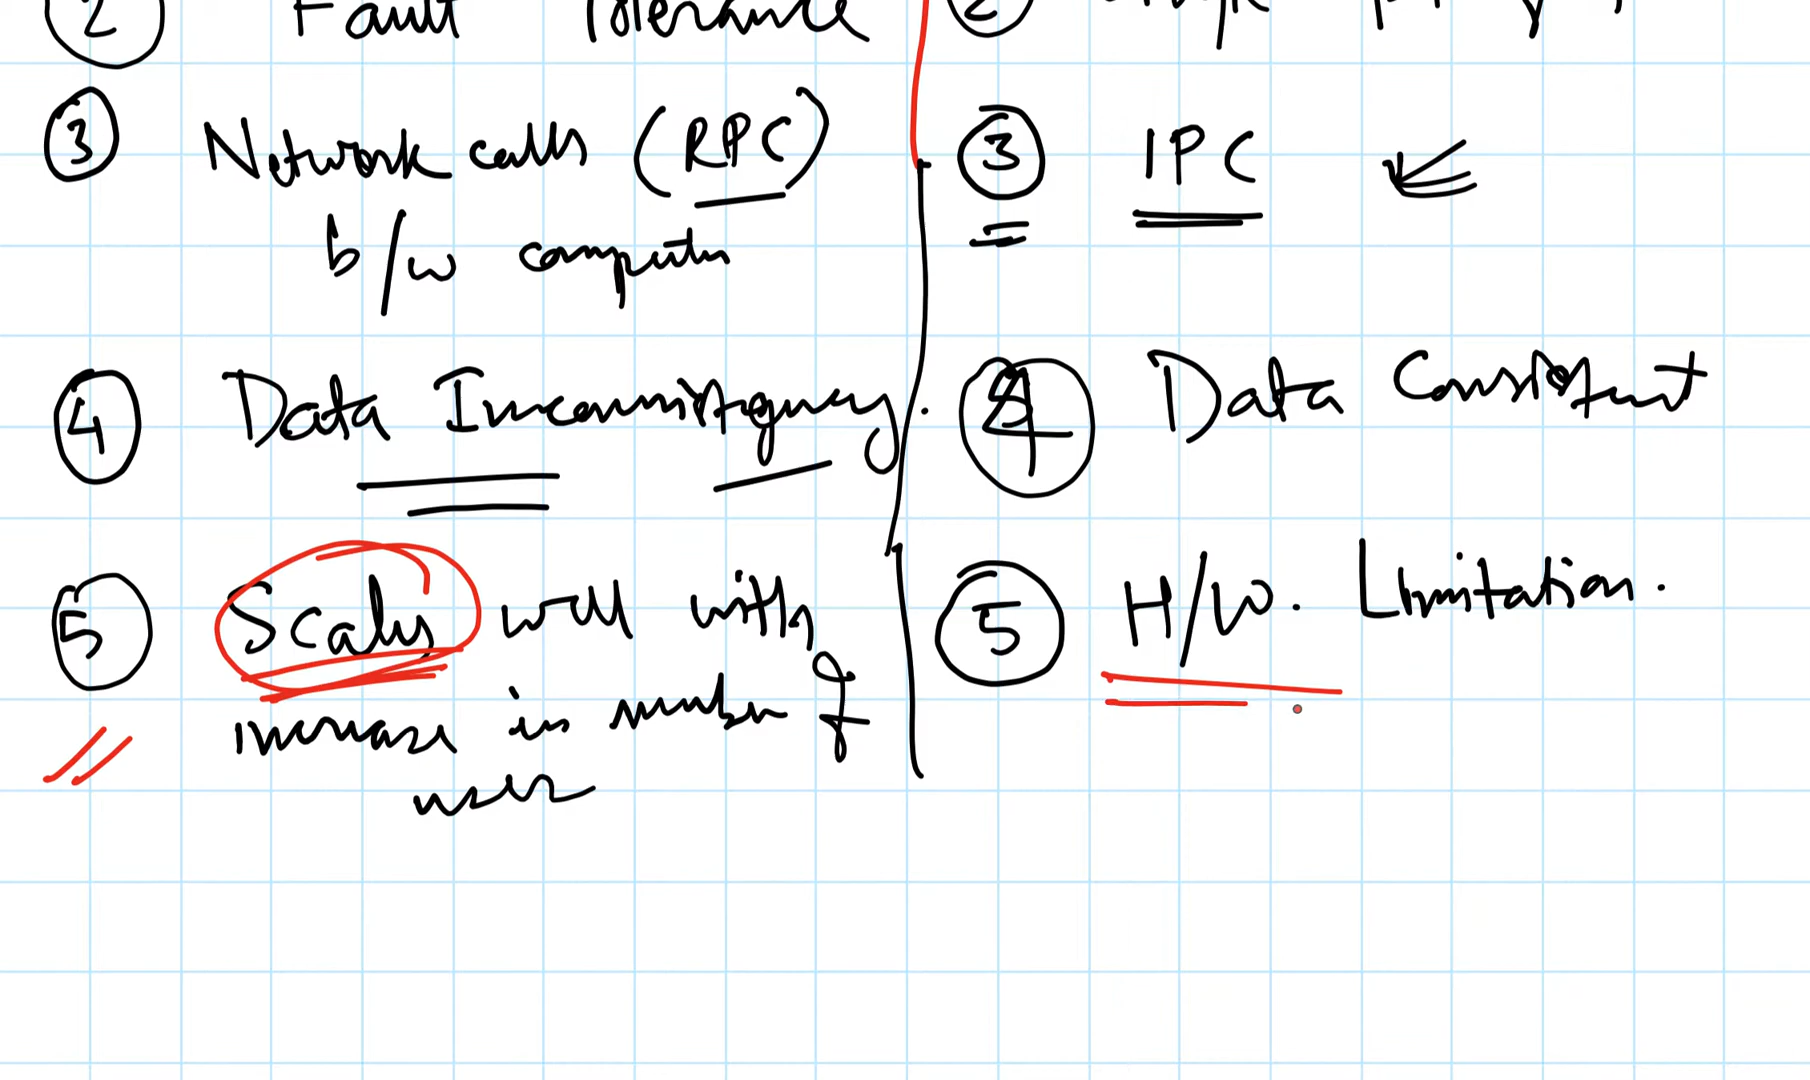 2 Fault Tolerance
3 Network calls (RPC)
b/w computer
4 Data Inconsistency.
5 Scales well with
increase in number of
user
2
3 IPC
4 Data Consistent
5 H/W. Limitation.